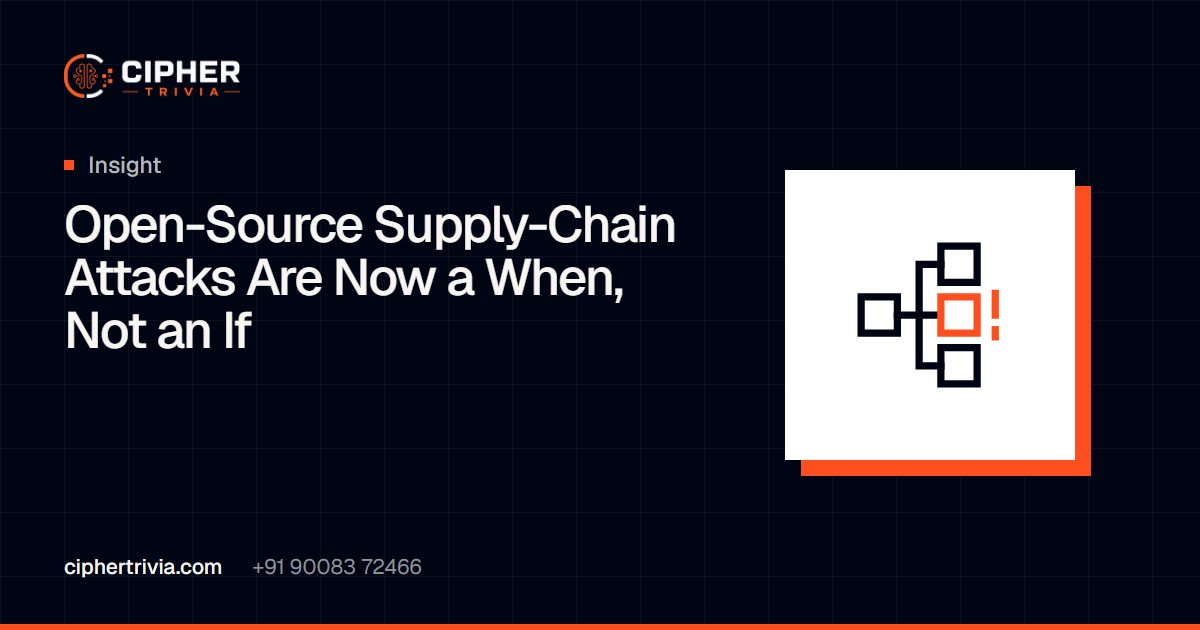 CIPHER
TRIVIA
Insight
Open-Source Supply-Chain
Attacks Are Now a When,
Not an If
ciphertrivia.com +91 90083 72466